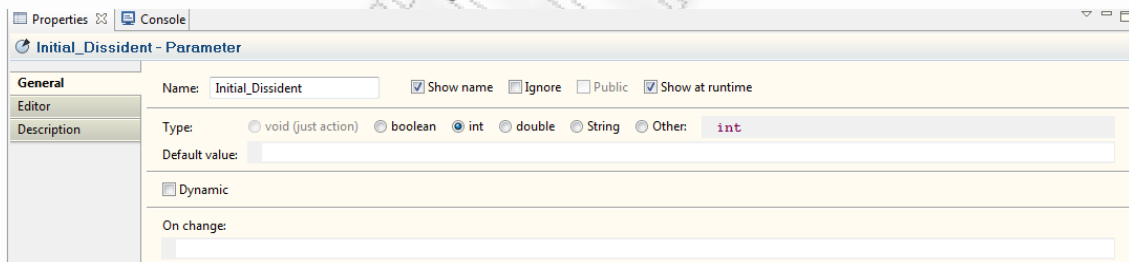 Properties Console
Initial_Dissident - Parameter
General
Editor
Description
Name: Initial_Dissident Show name Ignore Public Show at runtime
Type: void (just action) boolean int double String Other: int
Default value:
Dynamic
On change: